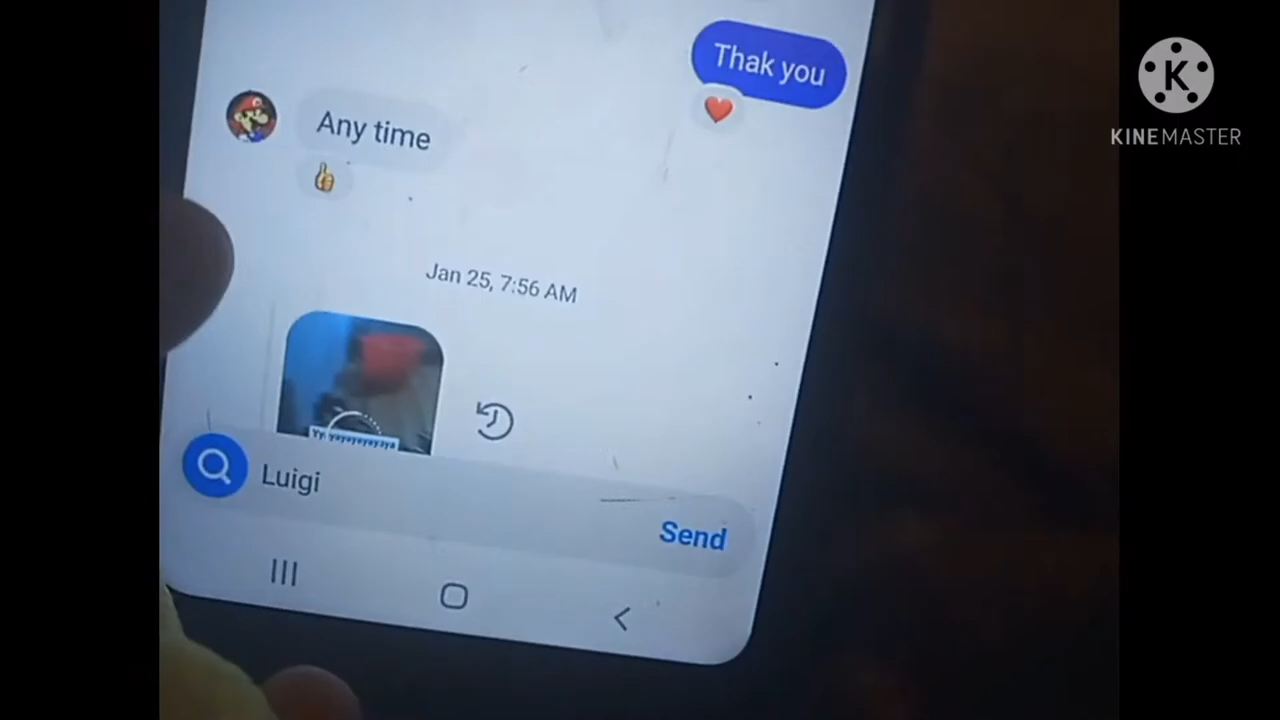 Thak you
Any time
Jan 25, 7:56 AM
Luigi
Send
KINEMASTER